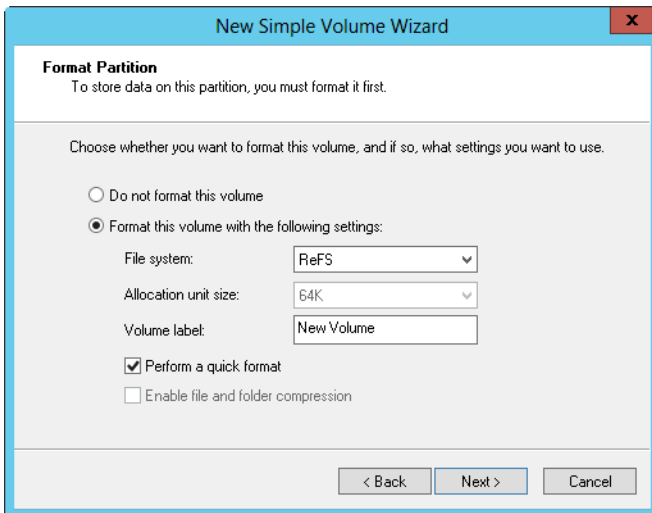 New Simple Volume Wizard
x
Format Partition
To store data on this partition, you must format it first.
Choose whether you want to format this volume, and if so, what settings you want to use.
Do not format this volume
Format this volume with the following settings:
File system: ReFS
Allocation unit size: 64K
Volume label: New Volume
Perform a quick format
Enable file and folder compression
< Back Next > Cancel